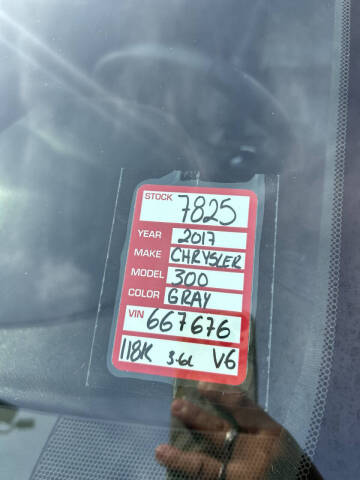 STOCK 7825
YEAR 2017
MAKE CHRYSLER
MODEL 300
COLOR GRAY
VIN 667676
118K 3.6L V6